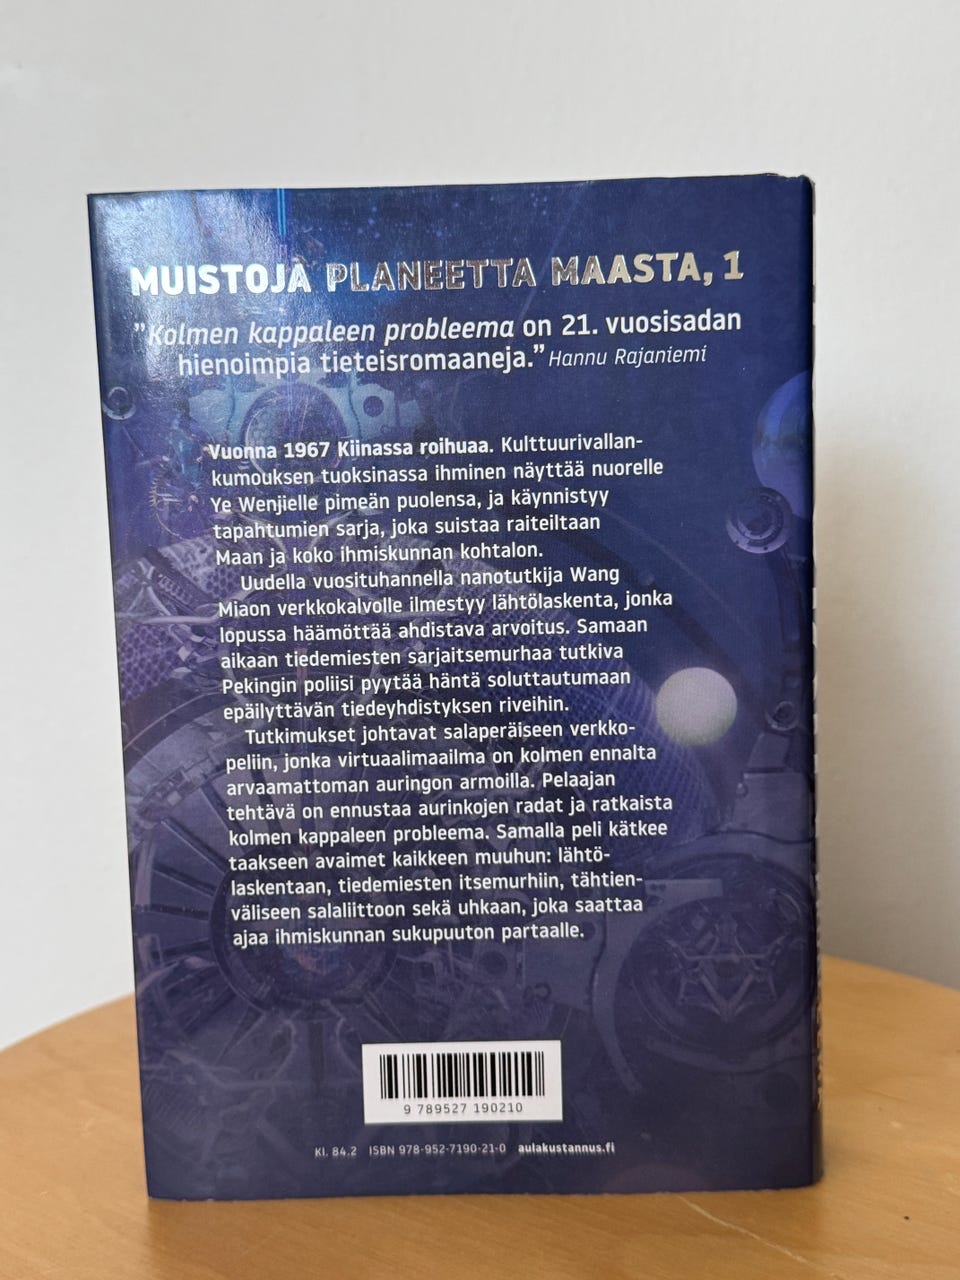 MUISTOJA PLANEETTA MAASTA, 1
”Kolmen kappaleen probleema on 21. vuosisadan
hienoimpia tieteisromaaneja.” Hannu Rajaniemi
Vuonna 1967 Kiinassa roihuaa. Kulttuurivallan-
kumouksen tuoksinassa ihminen näyttää nuorelle
Ye Wenjielle pimeän puolensa, ja käynnistyy
tapahtumien sarja, joka suistaa raiteiltaan
Maan ja koko ihmiskunnan kohtalon.
Uudella vuosituhannella nanotutkija Wang
Miaon verkkokalvolle ilmestyy lähtölaskenta, jonka
lopussa häämöttää ahdistava arvoitus. Samaan
aikaan tiedemiesten sarjaitsemurhaa tutkiva
Pekingin poliisi pyytää häntä soluttautumaan
epäilyttävän tiedeyhdistyksen riveihin.
Tutkimukset johtavat salaperäiseen verkko-
peliin, jonka virtuaalimaailma on kolmen ennalta
arvaamattoman auringon armoilla. Pelaajan
tehtävä on ennustaa aurinkojen radat ja ratkaista
kolmen kappaleen probleema. Samalla peli kätkee
taakseen avaimet kaikkeen muuhun: lähtö-
laskentaan, tiedemiesten itsemurhiin, tähtien-
väliseen salaliittoon sekä uhkaan, joka saattaa
ajaa ihmiskunnan sukupuuton partaalle.
9 789527 190210
Kl. 84.2 ISBN 978-952-7190-21-0 aulakustannus.fi